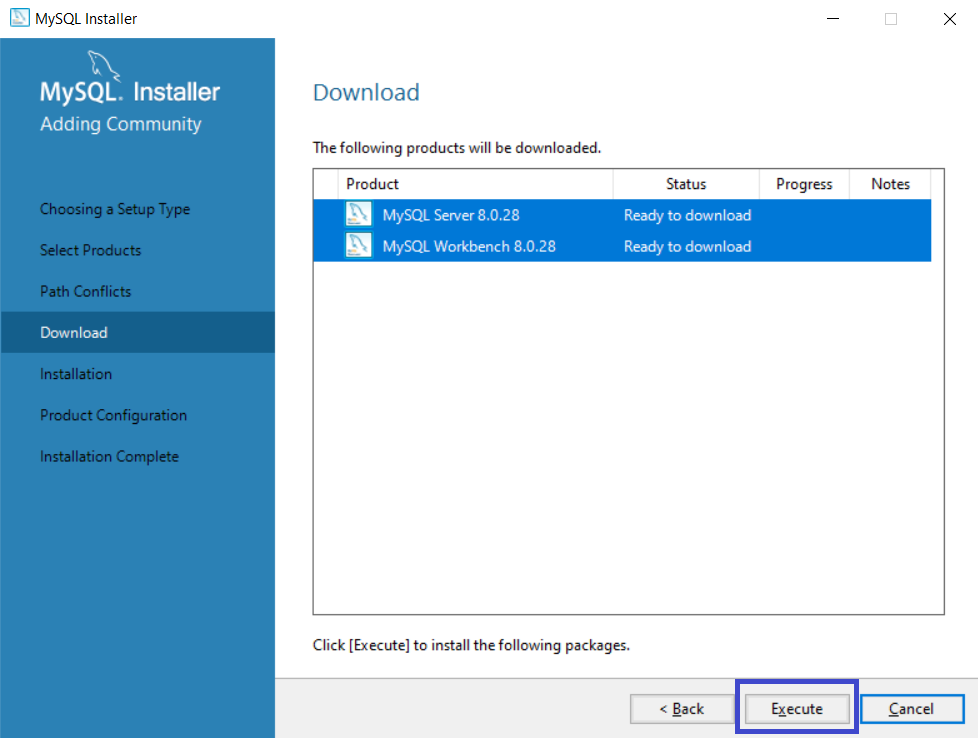 MySQL Installer
MySQL. Installer
Adding Community
Choosing a Setup Type
Select Products
Path Conflicts
Download
Installation
Product Configuration
Installation Complete
Download
The following products will be downloaded.
Product Status Progress Notes
MySQL Server 8.0.28 Ready to download
MySQL Workbench 8.0.28 Ready to download
Click [Execute] to install the following packages.
< Back Execute Cancel